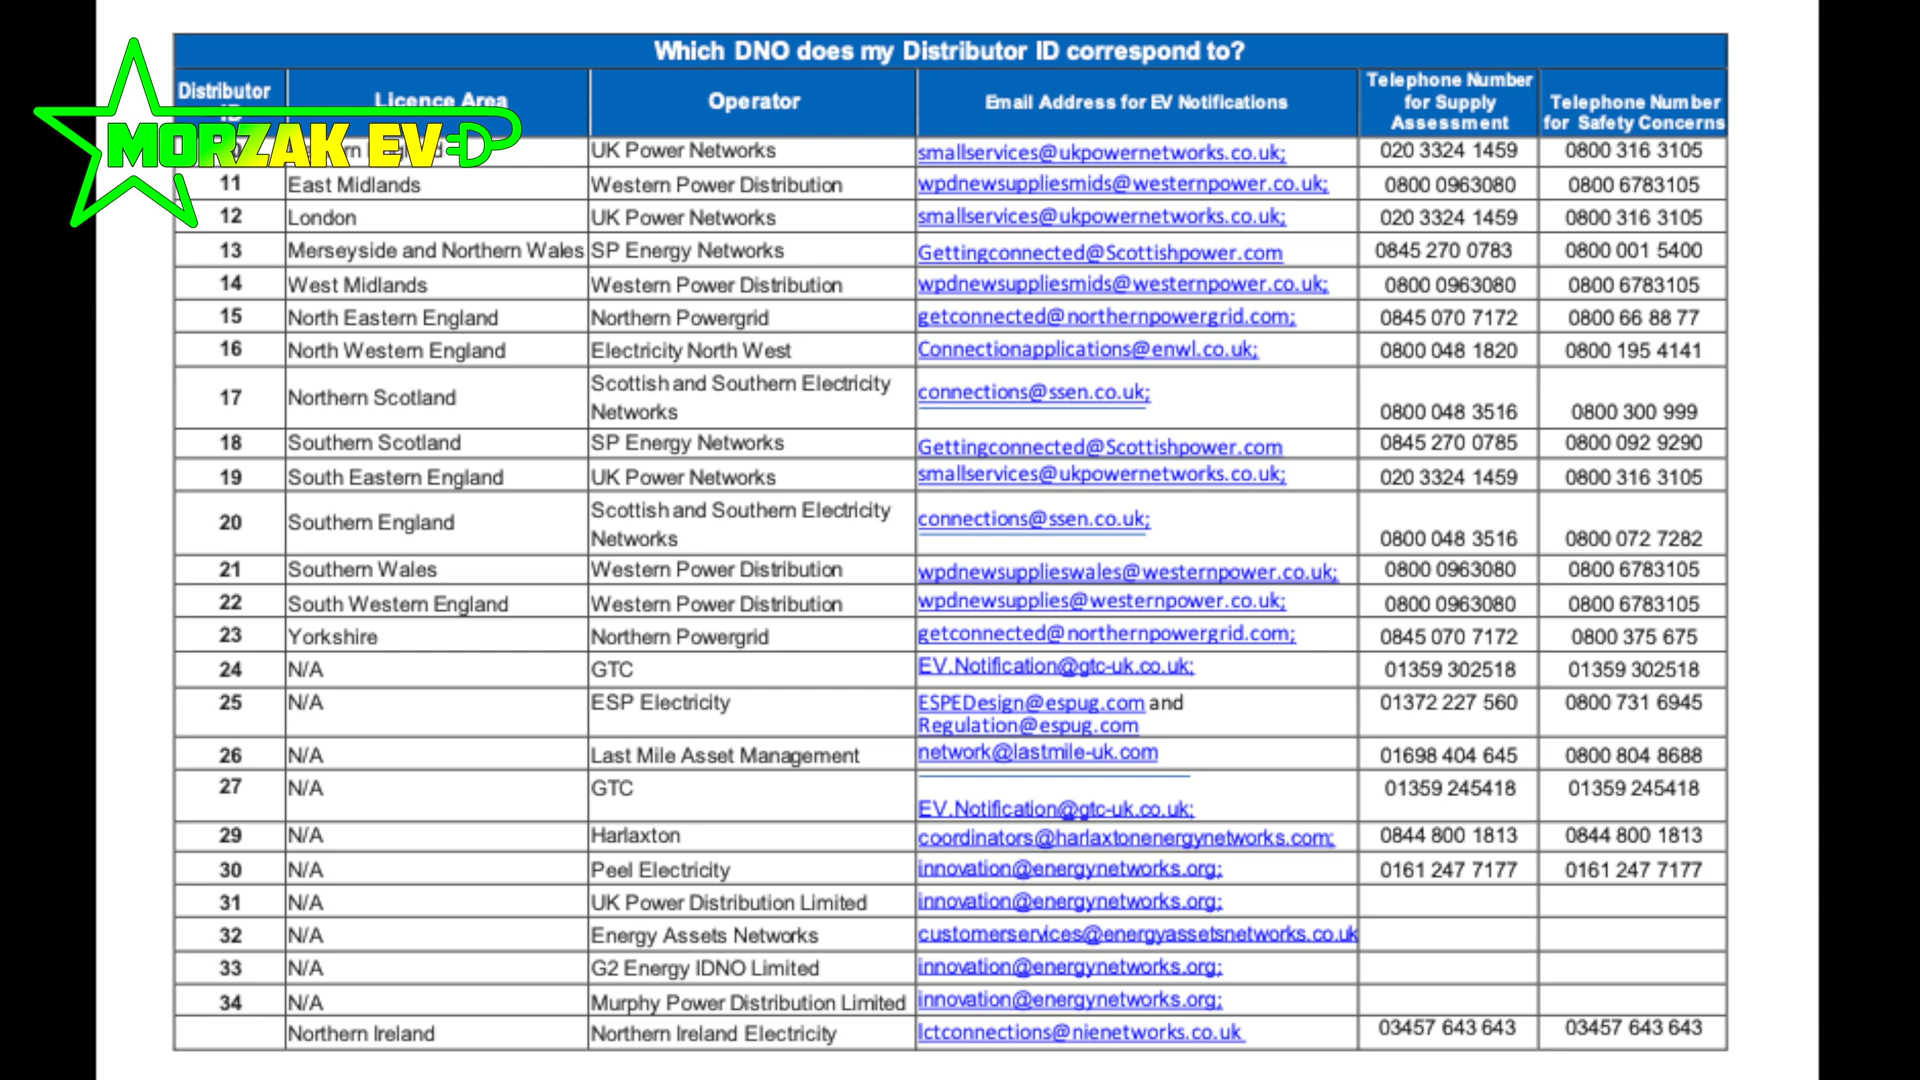 Which DNO does my Distributor ID correspond to?
Distributor Licence Area Operator Email Address for EV Notifications Telephone Number for Supply Assessment Telephone Number for Safety Concerns
MORZAK EV
UK Power Networks smallservices@ukpowernetworks.co.uk; 020 3324 1459 0800 316 3105
11 East Midlands Western Power Distribution wpdnewsuppliesmids@westernpower.co.uk; 0800 0963080 0800 6783105
12 London UK Power Networks smallservices@ukpowernetworks.co.uk; 020 3324 1459 0800 316 3105
13 Merseyside and Northern Wales SP Energy Networks Gettingconnected@Scottishpower.com 0845 270 0783 0800 001 5400
14 West Midlands Western Power Distribution wpdnewsuppliesmids@westernpower.co.uk; 0800 0963080 0800 6783105
15 North Eastern England Northern Powergrid getconnected@northernpowergrid.com; 0845 070 7172 0800 66 88 77
16 North Western England Electricity North West Connectionapplications@enwl.co.uk; 0800 048 1820 0800 195 4141
17 Northern Scotland Scottish and Southern Electricity Networks connections@ssen.co.uk; 0800 048 3516 0800 300 999
18 Southern Scotland SP Energy Networks Gettingconnected@Scottishpower.com 0845 270 0785 0800 092 9290
19 South Eastern England UK Power Networks smallservices@ukpowernetworks.co.uk; 020 3324 1459 0800 316 3105
20 Southern England Scottish and Southern Electricity Networks connections@ssen.co.uk; 0800 048 3516 0800 072 7282
21 Southern Wales Western Power Distribution wpdnewsupplieswales@westernpower.co.uk; 0800 0963080 0800 6783105
22 South Western England Western Power Distribution wpdnewsupplies@westernpower.co.uk; 0800 0963080 0800 6783105
23 Yorkshire Northern Powergrid getconnected@northernpowergrid.com; 0845 070 7172 0800 375 675
24 N/A GTC EV.Notification@gtc-uk.co.uk; 01359 302518 01359 302518
25 N/A ESP Electricity ESPEDesign@espug.com and Regulation@espug.com 01372 227 560 0800 731 6945
26 N/A Last Mile Asset Management network@lastmile-uk.com 01698 404 645 0800 804 8688
27 N/A GTC EV.Notification@gtc-uk.co.uk; 01359 245418 01359 245418
29 N/A Harlaxton coordinators@harlaxtonenergynetworks.com; 0844 800 1813 0844 800 1813
30 N/A Peel Electricity innovation@energynetworks.org; 0161 247 7177 0161 247 7177
31 N/A UK Power Distribution Limited innovation@energynetworks.org;
32 N/A Energy Assets Networks customerservices@energyassetsnetworks.co.uk
33 N/A G2 Energy IDNO Limited innovation@energynetworks.org;
34 N/A Murphy Power Distribution Limited innovation@energynetworks.org;
Northern Ireland Northern Ireland Electricity lctconnections@nienetworks.co.uk 03457 643 643 03457 643 643